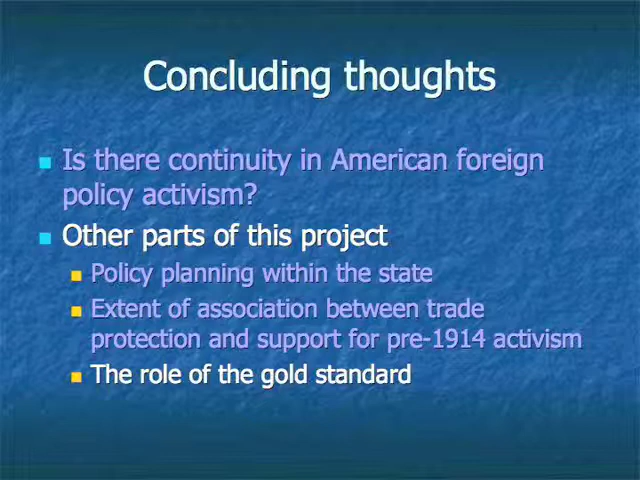 Concluding thoughts
Is there continuity in American foreign
policy activism?
Other parts of this project
Policy planning within the state
Extent of association between trade
protection and support for pre-1914 activism
The role of the gold standard